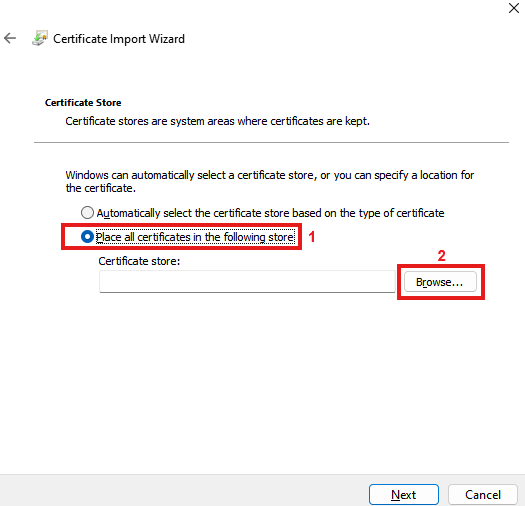 Certificate Import Wizard
Certificate Store
Certificate stores are system areas where certificates are kept.
Windows can automatically select a certificate store, or you can specify a location for
the certificate.
Automatically select the certificate store based on the type of certificate
Place all certificates in the following store 1
Certificate store:
2
Browse...
Next Cancel